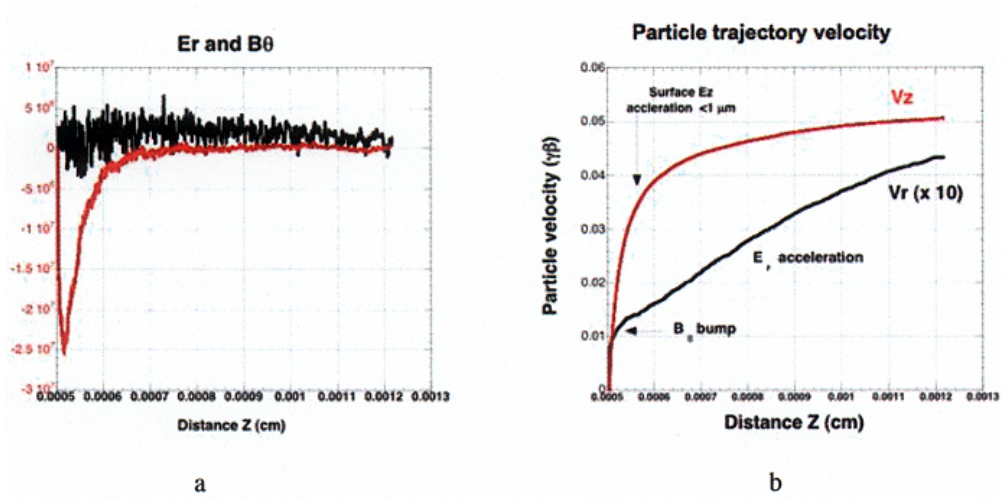 Er and Bθ
1 10⁷
5 10⁶
0
-5 10⁶
-1 10⁷
-1.5 10⁷
-2 10⁷
-2.5 10⁷
-3 10⁷
0.0005 0.0006 0.0007 0.0008 0.0009 0.001 0.0011 0.0012 0.0013
Distance Z (cm)
a
Particle trajectory velocity
Particle velocity (γβ)
0.06
0.05
0.04
0.03
0.02
0.01
0
Surface Ez
accleration <1 μm
Vz
Vr (x 10)
E r acceleration
B θ bump
0.0005 0.0006 0.0007 0.0008 0.0009 0.001 0.0011 0.0012 0.0013
Distance Z (cm)
b